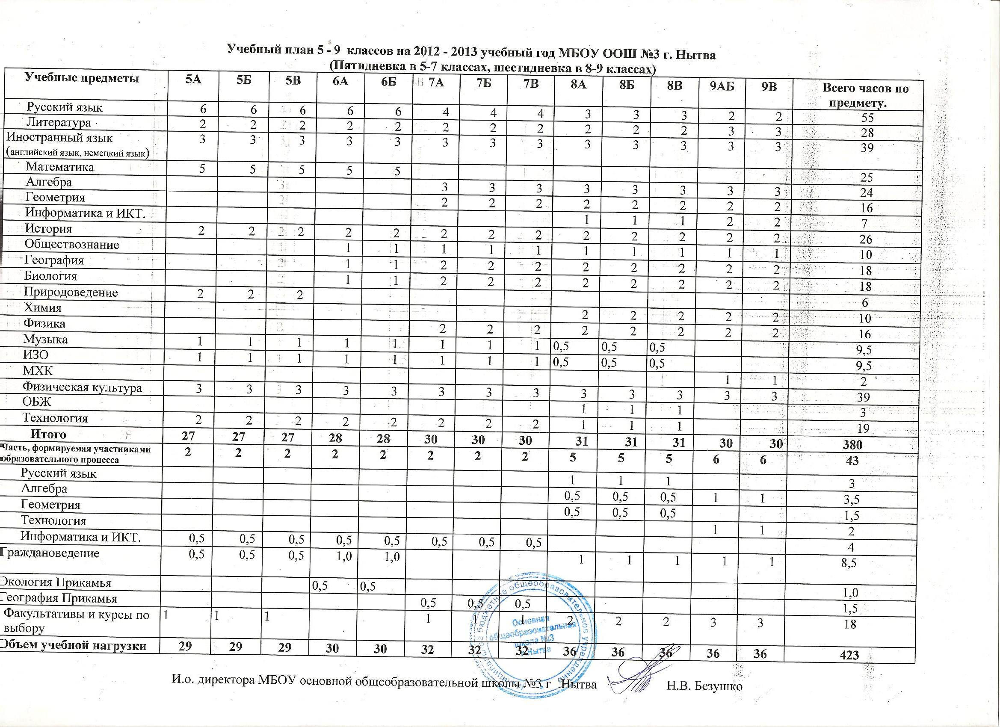 Учебный план 5 - 9 классов на 2012 - 2013 учебный год МБОУ ООШ №3 г. Нытва
(Пятидневка в 5-7 классах, шестидневка в 8-9 классах)
Учебные предметы 5А 5Б 5В 6А 6Б 7А 7Б 7В 8А 8Б 8В 9АБ 9В Всего часов по
предмету.
Русский язык 6 6 6 6 6 4 4 4 3 3 3 2 2 55
Литература 2 2 2 2 2 2 2 2 2 2 2 3 3 28
Иностранный язык 3 3 3 3 3 3 3 3 3 3 3 3 3 39
(английский язык, немецкий язык)
Математика 5 5 5 5 5 25
Алгебра 3 3 3 3 3 3 3 3 24
Геометрия 2 2 2 2 2 2 2 2 16
Информатика и ИКТ. 1 1 1 2 2 7
История 2 2 2 2 2 2 2 2 2 2 2 2 2 26
Обществознание 1 1 1 1 1 1 1 1 1 1 10
География 1 1 2 2 2 2 2 2 2 2 18
Биология 1 1 2 2 2 2 2 2 2 2 18
Природоведение 2 2 2 6
Химия 2 2 2 2 2 10
Физика 2 2 2 2 2 2 2 2 16
Музыка 1 1 1 1 1 1 1 1 0,5 0,5 0,5 9,5
ИЗО 1 1 1 1 1 1 1 1 0,5 0,5 0,5 9,5
МХК 1 1 2
Физическая культура 3 3 3 3 3 3 3 3 3 3 3 3 3 39
ОБЖ 1 1 1 3
Технология 2 2 2 2 2 2 2 2 1 1 1 19
Итого 27 27 27 28 28 30 30 30 31 31 31 30 30 380
Часть, формируемая участниками 2 2 2 2 2 2 2 2 5 5 5 6 6 43
образовательного процесса
Русский язык 1 1 1 3
Алгебра 0,5 0,5 0,5 1 1 3,5
Геометрия 0,5 0,5 0,5 1,5
Технология 1 1 2
Информатика и ИКТ. 0,5 0,5 0,5 0,5 0,5 0,5 0,5 0,5 4
Граждановедение 0,5 0,5 0,5 1,0 1,0 1 1 1 1 1 8,5
Экология Прикамья 0,5 0,5 1,0
География Прикамья 0,5 0,5 0,5 1,5
Факультативы и курсы по 1 1 1 1 1 1 2 2 2 3 3 18
выбору
Объем учебной нагрузки 29 29 29 30 30 32 32 32 36 36 36 36 36 423
Муниципальное бюджетное общеобразовательное учреждение
Основная
общеобразовательная
школа №3
г. Нытва
И.о. директора МБОУ основной общеобразовательной школы №3 г .Нытва Н.В. Безушко